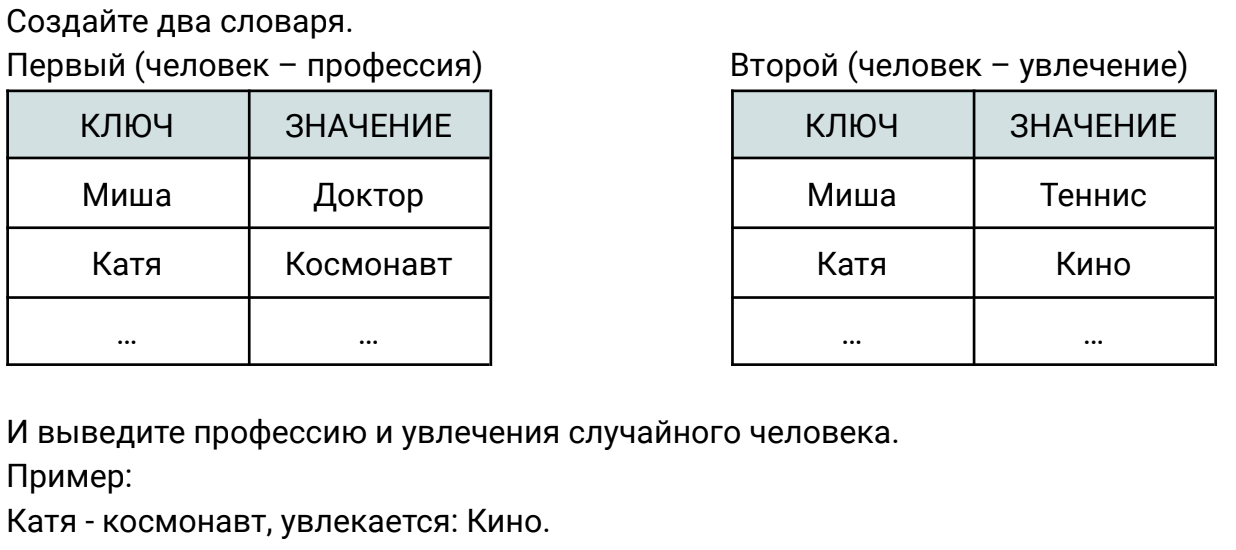 Создайте два словаря.
Первый (человек – профессия)
КЛЮЧ ЗНАЧЕНИЕ
Миша Доктор
Катя Космонавт
... ...
Второй (человек – увлечение)
КЛЮЧ ЗНАЧЕНИЕ
Миша Теннис
Катя Кино
... ...
И выведите профессию и увлечения случайного человека.
Пример:
Катя - космонавт, увлекается: Кино.